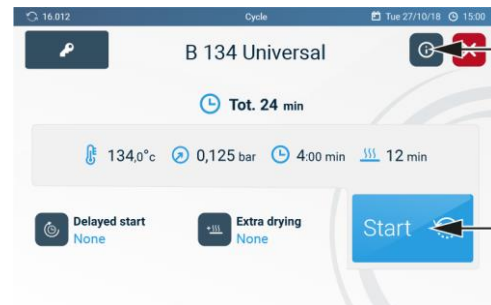 16.012 Cycle Tue 27/10/18 15:00
B 134 Universal
Tot. 24 min
134,0°c 0,125 bar 4:00 min 12 min
Delayed start
None
Extra drying
None
Start